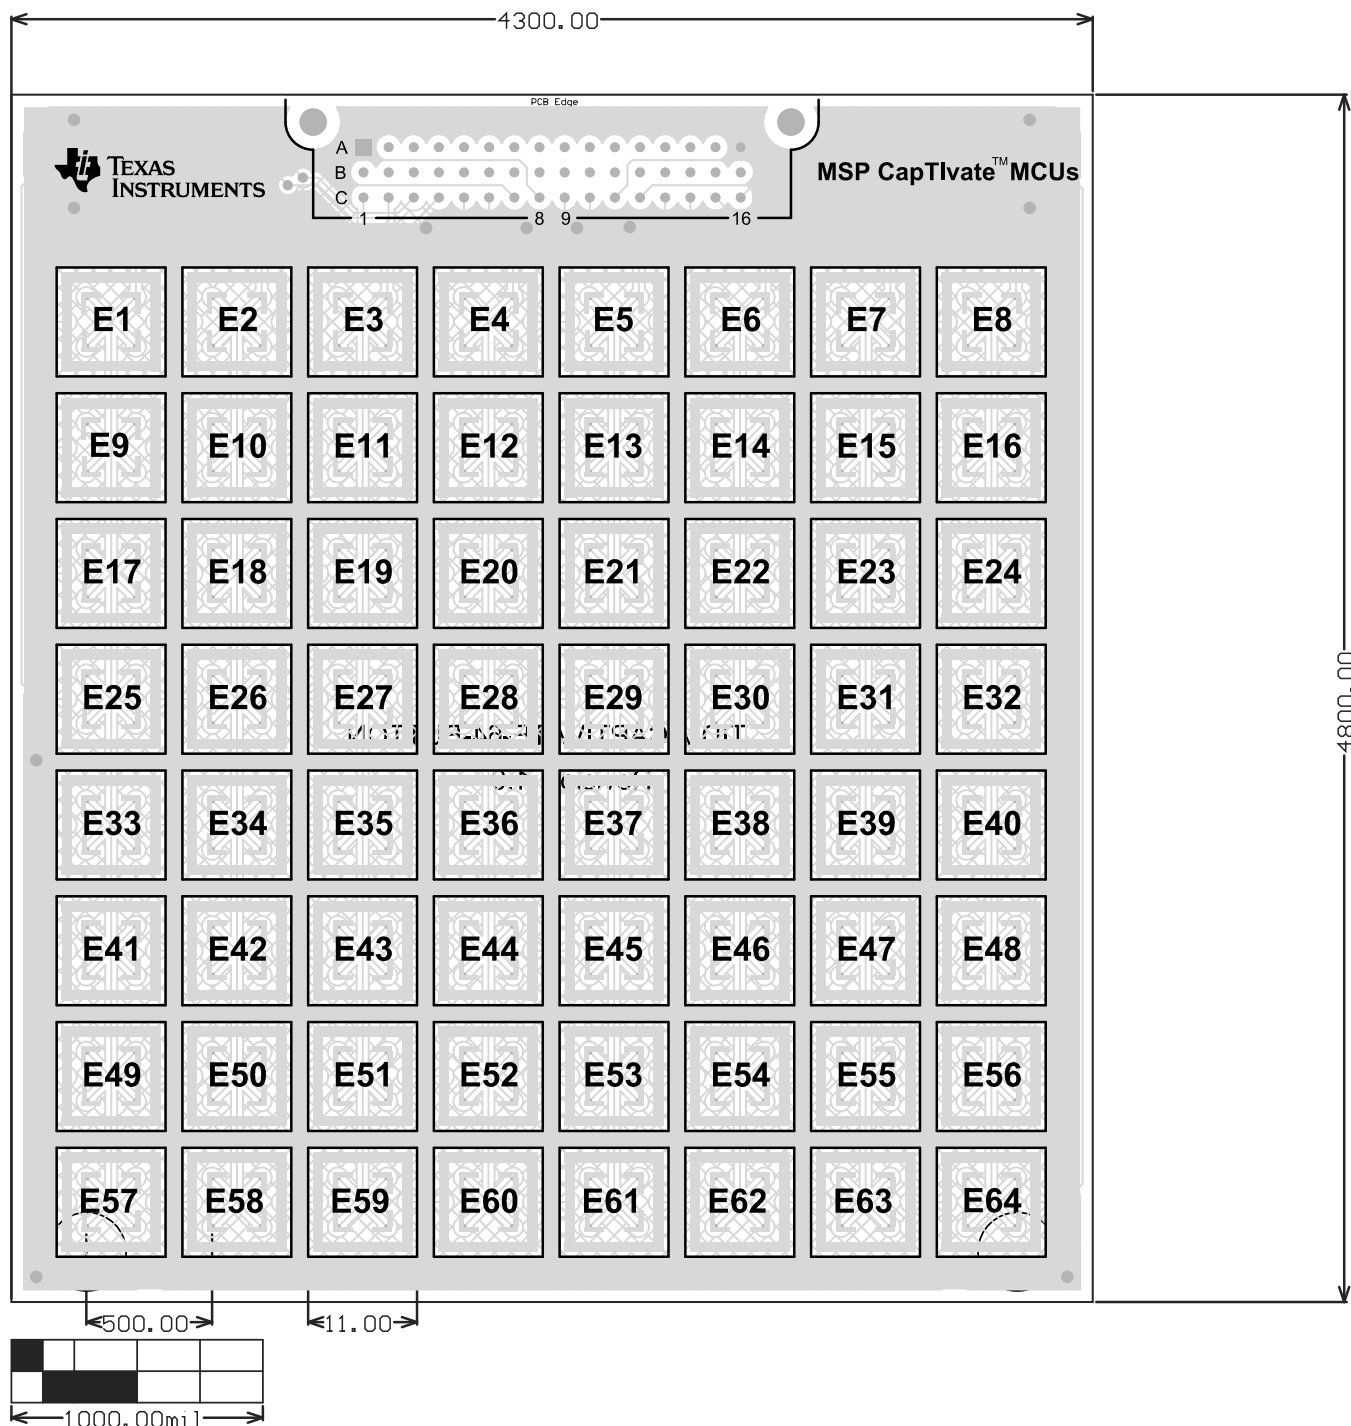 4300.00
PCB Edge
A
B
C
TEXAS
INSTRUMENTS
MSP CapTIvate™ MCUs
1 8 9 16
E1 E2 E3 E4 E5 E6 E7 E8
E9 E10 E11 E12 E13 E14 E15 E16
E17 E18 E19 E20 E21 E22 E23 E24
E25 E26 E27 E28 E29 E30 E31 E32
4800.00
E33 E34 E35 E36 E37 E38 E39 E40
E41 E42 E43 E44 E45 E46 E47 E48
E49 E50 E51 E52 E53 E54 E55 E56
E57 E58 E59 E60 E61 E62 E63 E64
500.00 11.00
1000.00mil